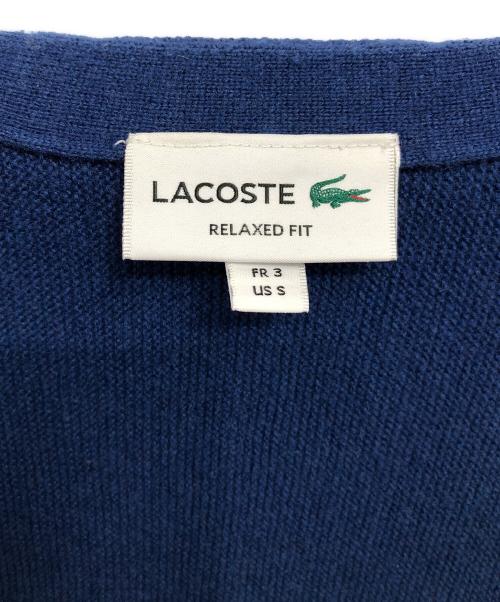 LACOSTE
RELAXED FIT
FR 3
US S